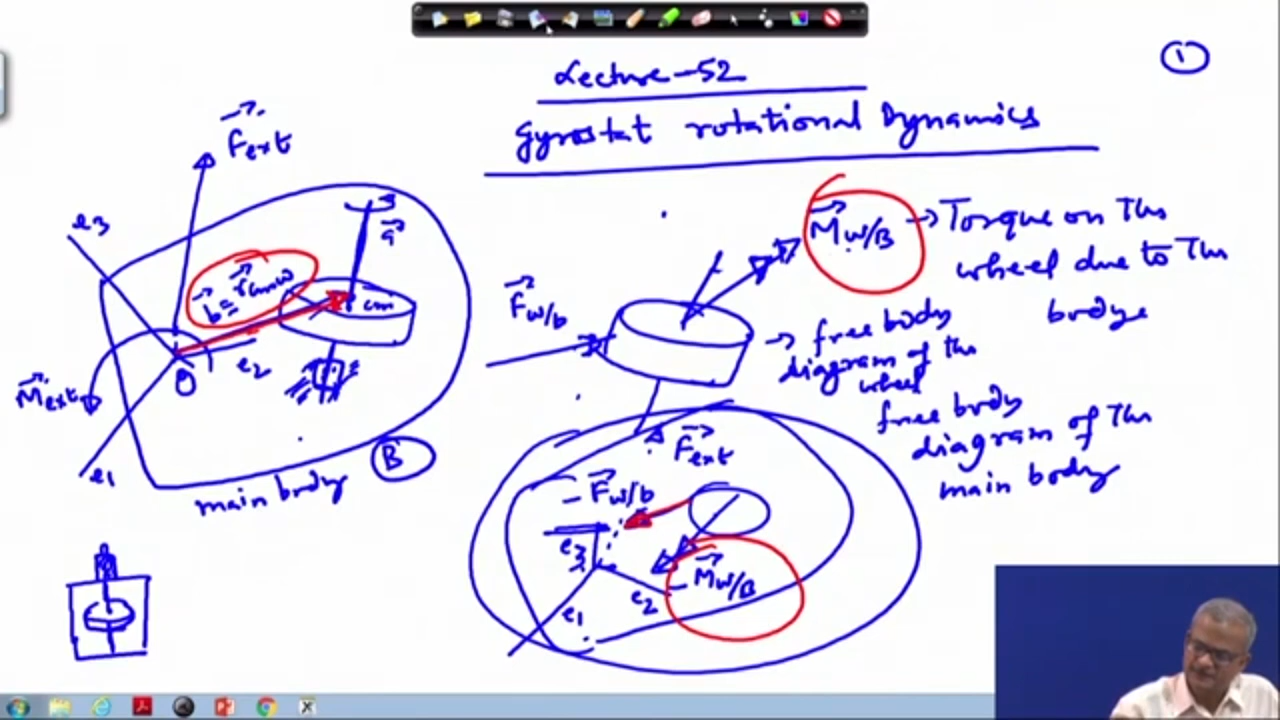 ①
Lecture-52
Gyrostat rotational Dynamics
F ext
e3
a
b = r cmw
com
e2
O
M ext
e1
B
main body
M W/B → Torque on The
wheel due to The
bodye
F w/b
→ free body
diagram of the
wheel
free body
diagram of The
main body
F ext
- F w/b
e3
e2
e1
- M W/B